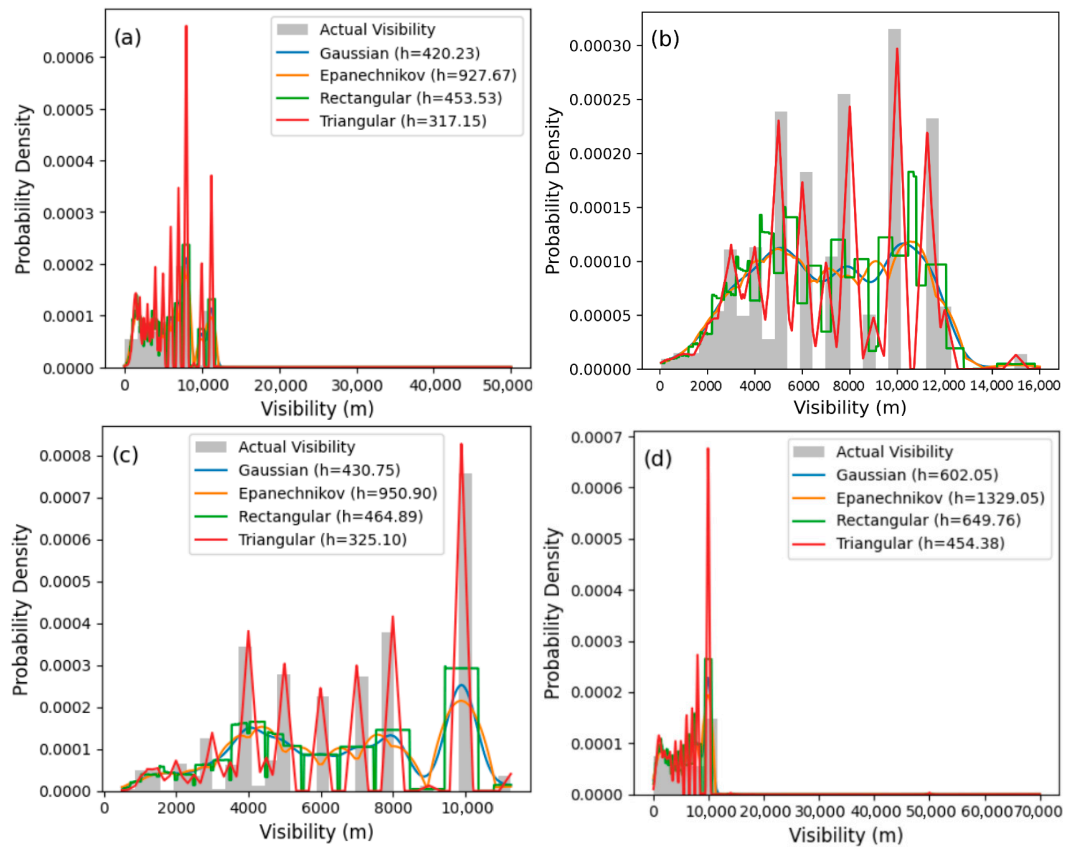 (a)
Actual Visibility
Gaussian (h=420.23)
Epanechnikov (h=927.67)
Rectangular (h=453.53)
Triangular (h=317.15)
Probability Density
0.0006
0.0005
0.0004
0.0003
0.0002
0.0001
0.0000
0 10,000 20,000 30,000 40,000 50,000
Visibility (m)
(b)
Probability Density
0.00030
0.00025
0.00020
0.00015
0.00010
0.00005
0.00000
0 2000 4000 6000 8000 10,000 12,000 14,000 16,000
Visibility (m)
(c)
Actual Visibility
Gaussian (h=430.75)
Epanechnikov (h=950.90)
Rectangular (h=464.89)
Triangular (h=325.10)
Probability Density
0.0008
0.0007
0.0006
0.0005
0.0004
0.0003
0.0002
0.0001
0.0000
0 2000 4000 6000 8000 10,000
Visibility (m)
(d)
Actual Visibility
Gaussian (h=602.05)
Epanechnikov (h=1329.05)
Rectangular (h=649.76)
Triangular (h=454.38)
Probability Density
0.0007
0.0006
0.0005
0.0004
0.0003
0.0002
0.0001
0.0000
0 10,000 20,000 30,000 40,000 50,000 60,000 70,000
Visibility (m)